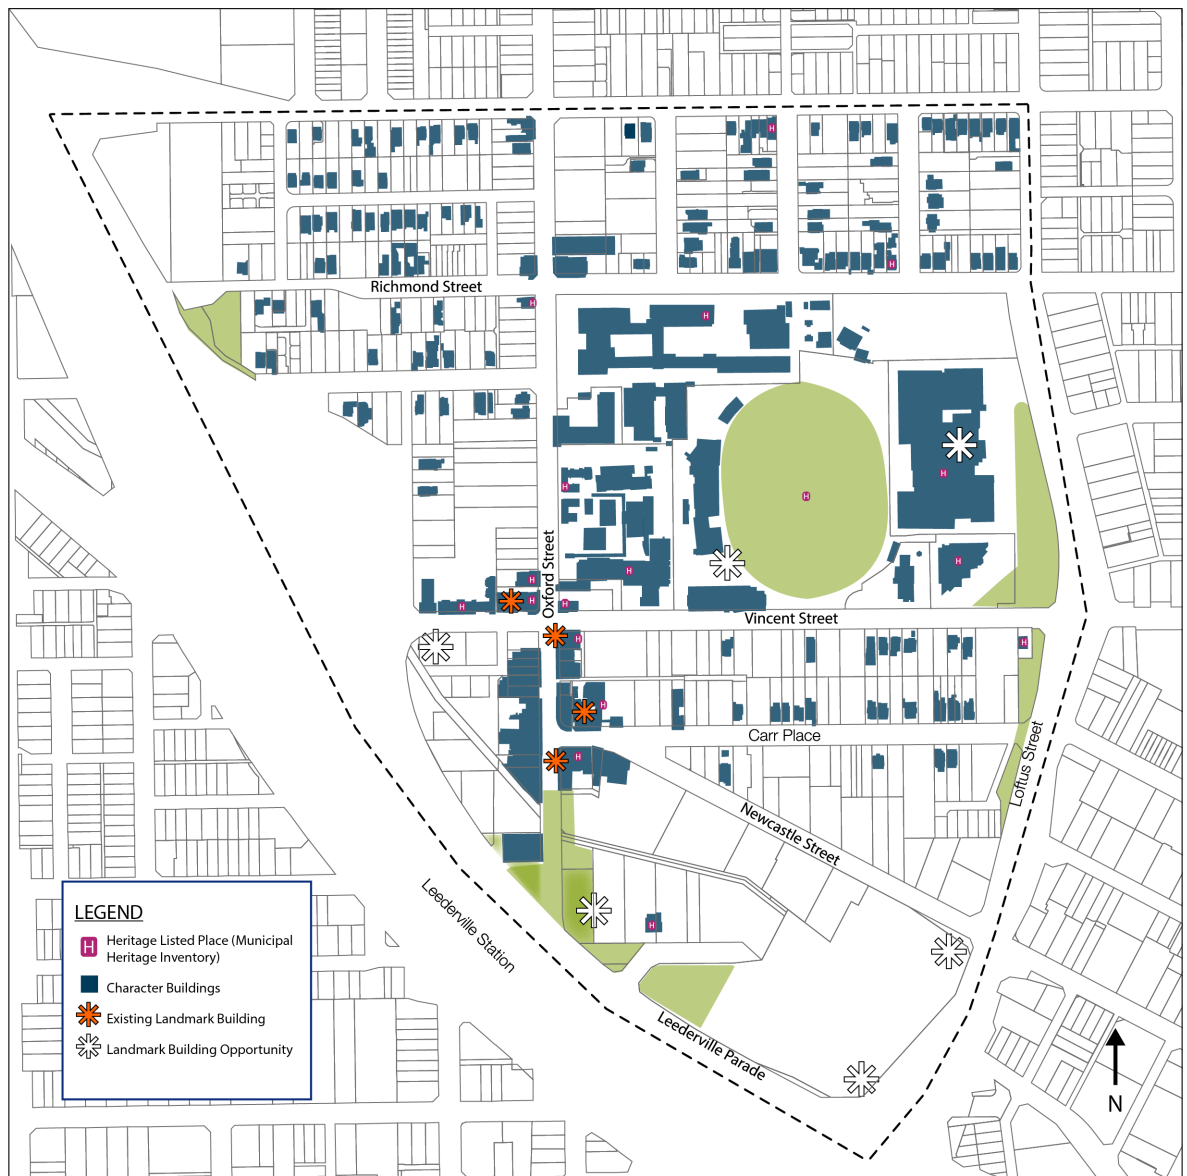 Richmond Street
H
H
H
H
H
H
H
H
H
H
H
H
H
H
Oxford Street
Vincent Street
H
H
H
Carr Place
H
Loftus Street
Newcastle Street
H
Leederville Station
Leederville Parade
LEGEND
H
Heritage Listed Place (Municipal
Heritage Inventory)
Character Buildings
Existing Landmark Building
Landmark Building Opportunity
N